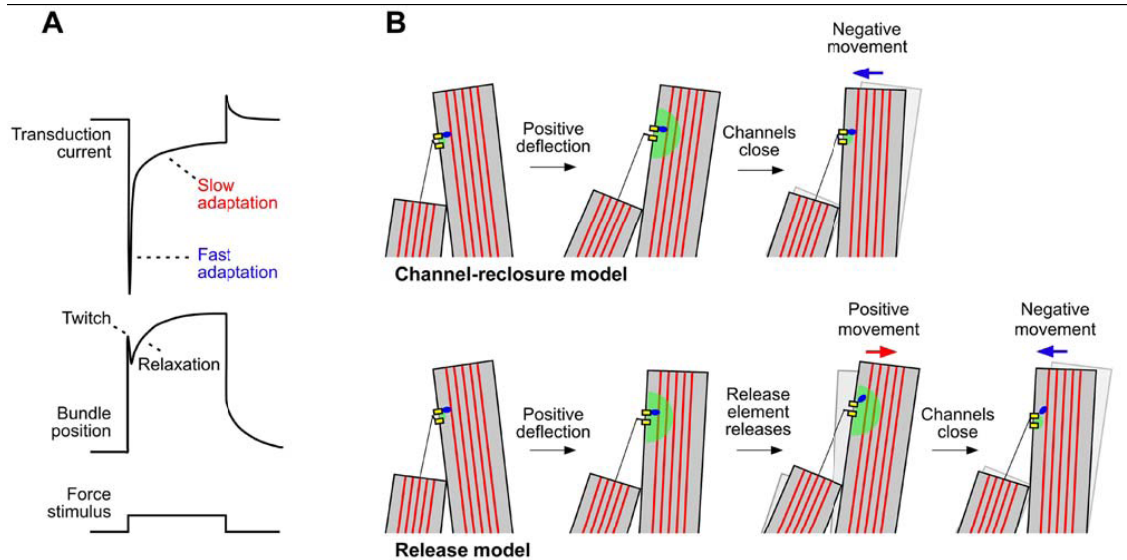 A
Transduction
current
Slow
adaptation
Fast
adaptation
Twitch
Relaxation
Bundle
position
Force
stimulus
B
Negative
movement
Positive
deflection
Channels
close
Channel-reclosure model
Positive
movement
Negative
movement
Positive
deflection
Release
element
releases
Channels
close
Release model